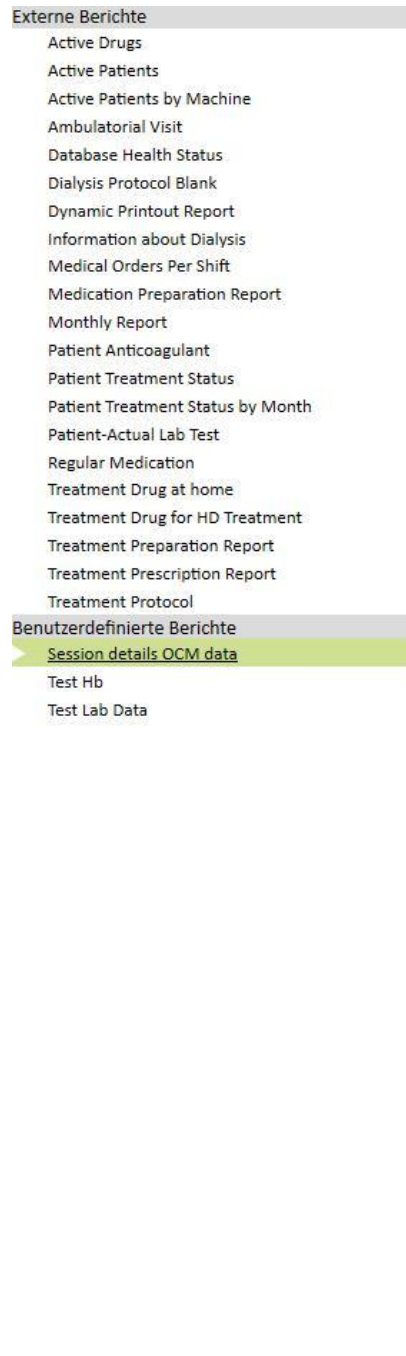 Externe Berichte
Active Drugs
Active Patients
Active Patients by Machine
Ambulatorial Visit
Database Health Status
Dialysis Protocol Blank
Dynamic Printout Report
Information about Dialysis
Medical Orders Per Shift
Medication Preparation Report
Monthly Report
Patient Anticoagulant
Patient Treatment Status
Patient Treatment Status by Month
Patient-Actual Lab Test
Regular Medication
Treatment Drug at home
Treatment Drug for HD Treatment
Treatment Preparation Report
Treatment Prescription Report
Treatment Protocol
Benutzerdefinierte Berichte
Session details OCM data
Test Hb
Test Lab Data